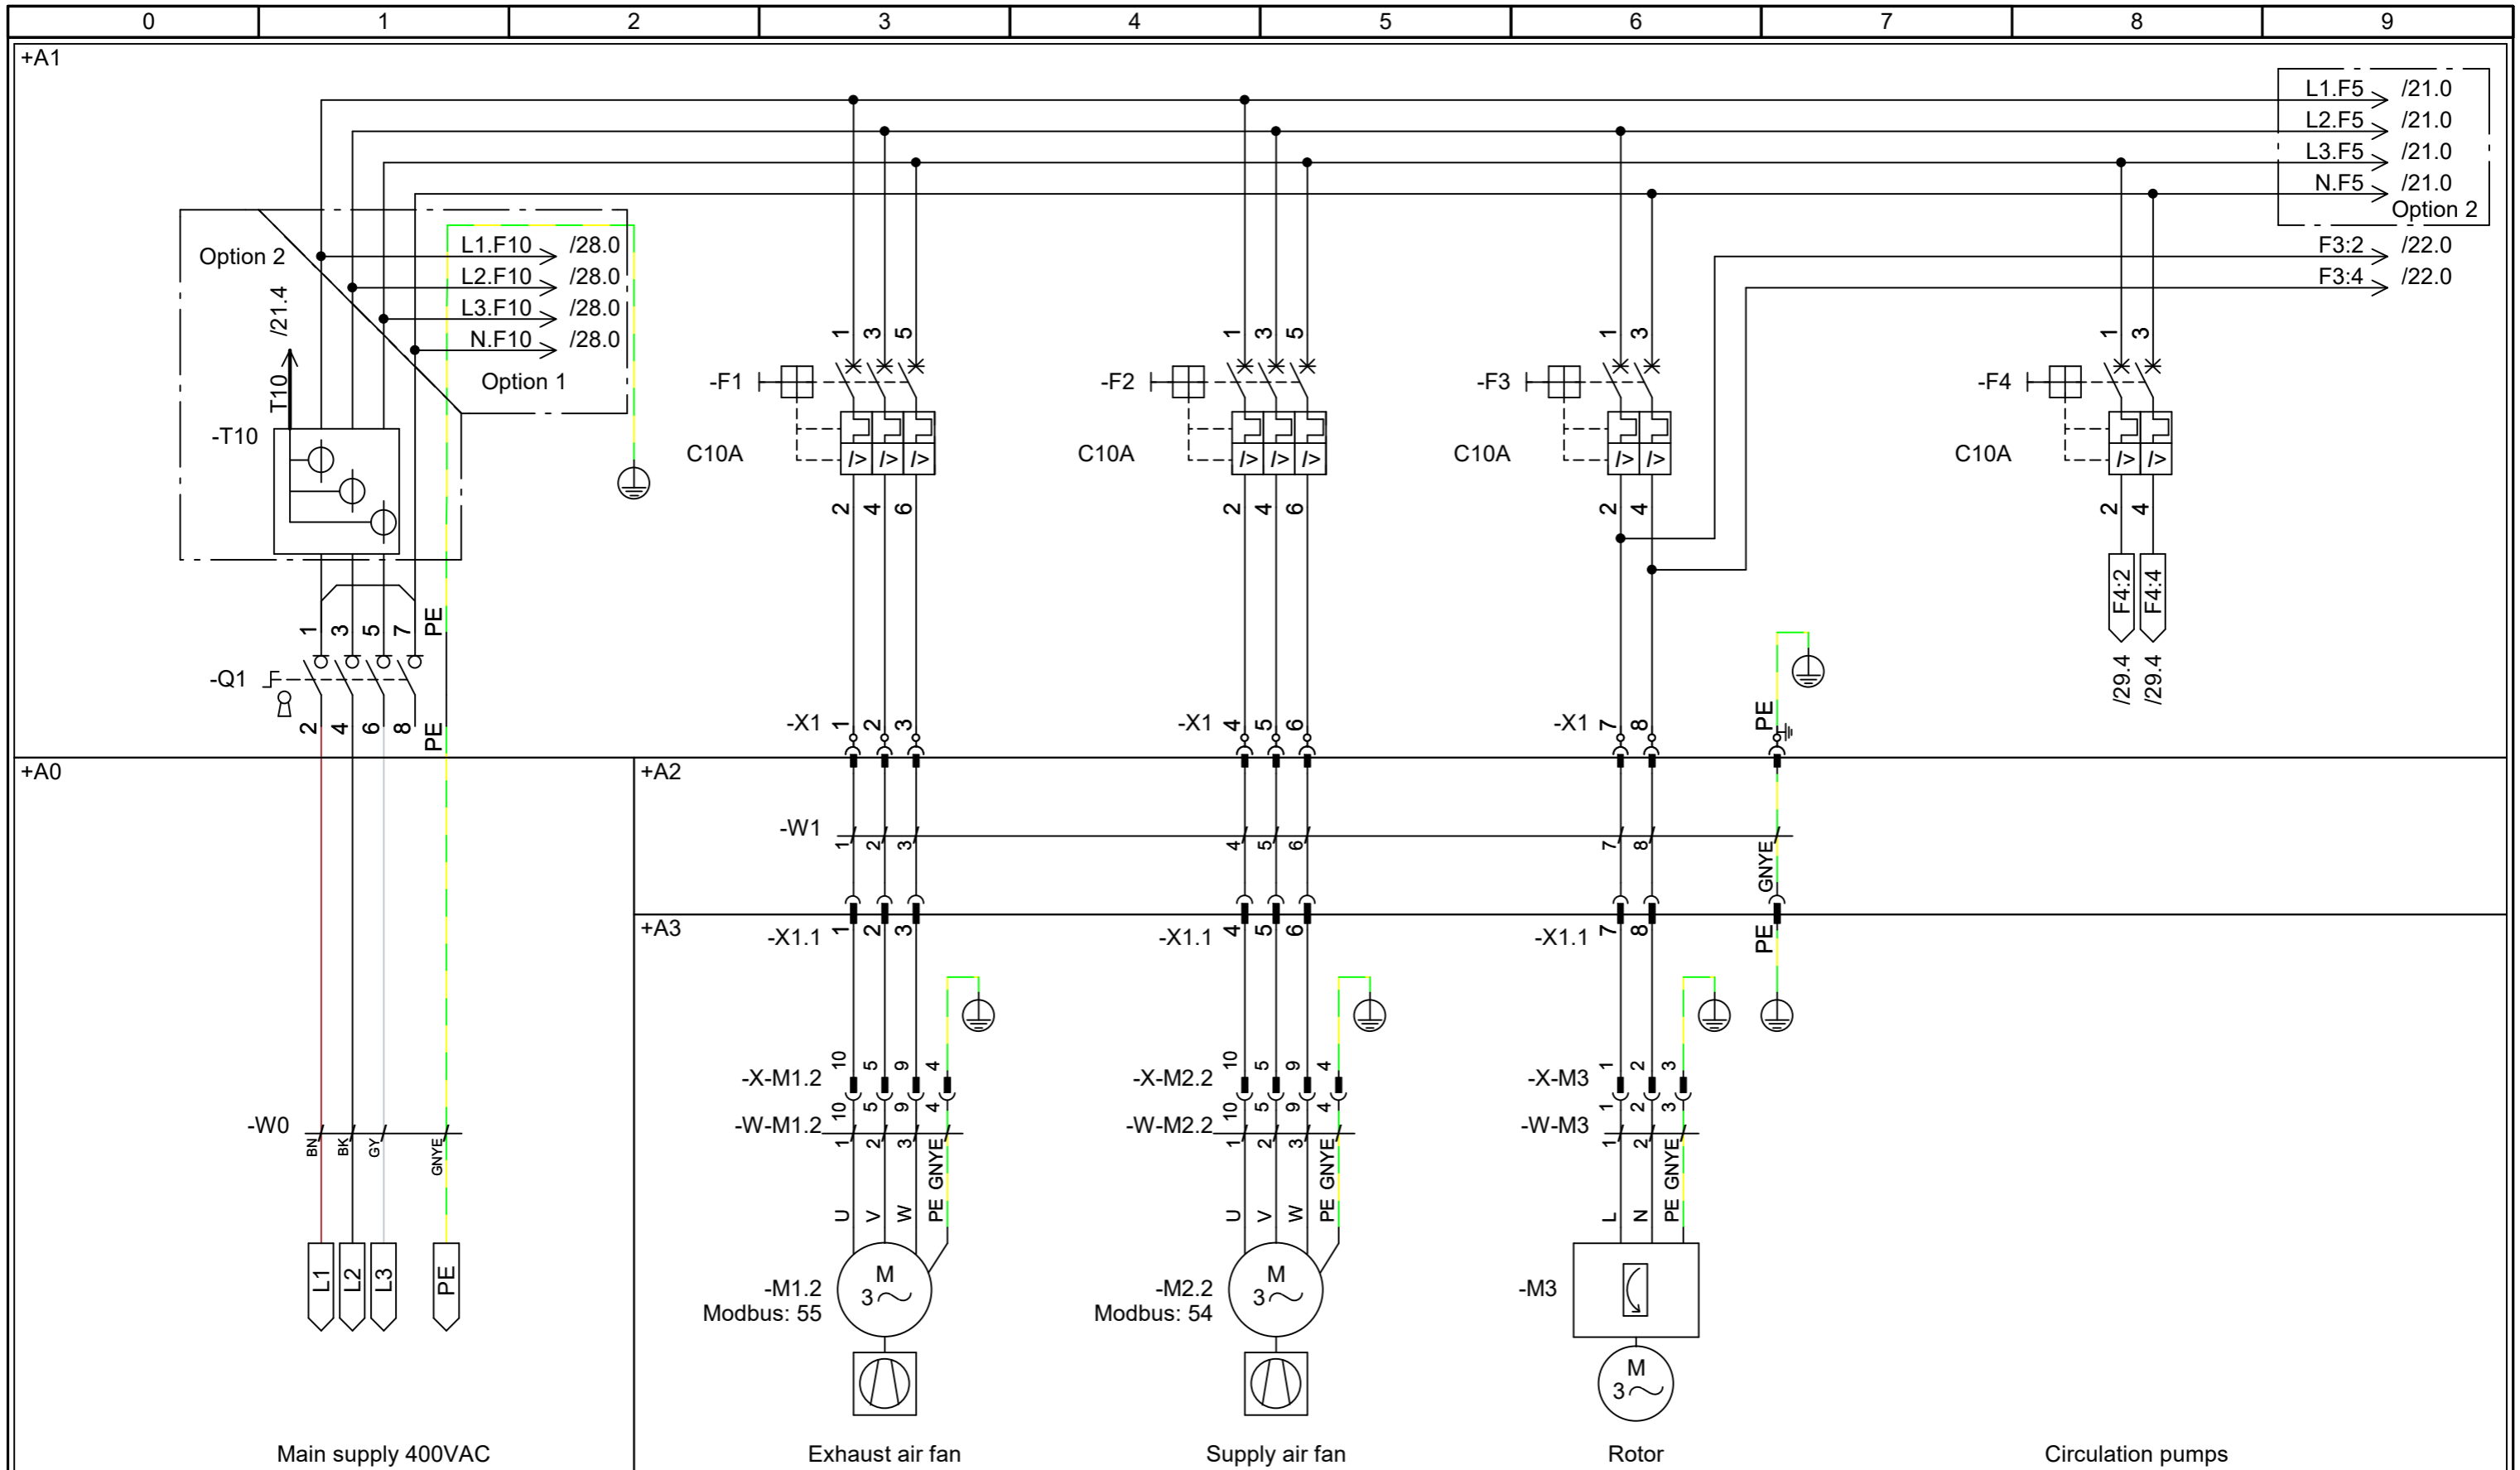 0 1 2 3 4 5 6 7 8 9
+A1
L1.F5 /21.0
L2.F5 /21.0
L3.F5 /21.0
N.F5 /21.0
Option 2
F3:2 /22.0
F3:4 /22.0
Option 2
L1.F10 /28.0
L2.F10 /28.0
L3.F10 /28.0
N.F10 /28.0
Option 1
T10 /21.4
-T10
1 3 5 7 PE
-Q1
2 4 6 8 PE
1 3 5
-F1
C10A
I> I> I>
2 4 6
1 3 5
-F2
C10A
I> I> I>
2 4 6
1 3
-F3
C10A
I> I>
2 4
1 3
-F4
C10A
I> I>
2 4
F4:2 F4:4
/29.4 /29.4
-X1 1 2 3
-X1 4 5 6
-X1 7 8 PE
+A0
+A2
-W1
1 2 3 4 5 6 7 8 GNYE
+A3
-X1.1 1 2 3
-X1.1 4 5 6
-X1.1 7 8 PE
-X-M1.2 10 5 9 4
10 5 9 4
-W-M1.2
1 2 3 GNYE
U V W PE
-M1.2
Modbus: 55
M
3
-X-M2.2 10 5 9 4
10 5 9 4
-W-M2.2
1 2 3 GNYE
U V W PE
-M2.2
Modbus: 54
M
3
-X-M3 1 2 3
1 2 3
-W-M3
1 2 GNYE
L N PE
-M3
M
3
-W0
BN BK GY GNYE
L1 L2 L3 PE
Main supply 400VAC
Exhaust air fan
Supply air fan
Rotor
Circulation pumps